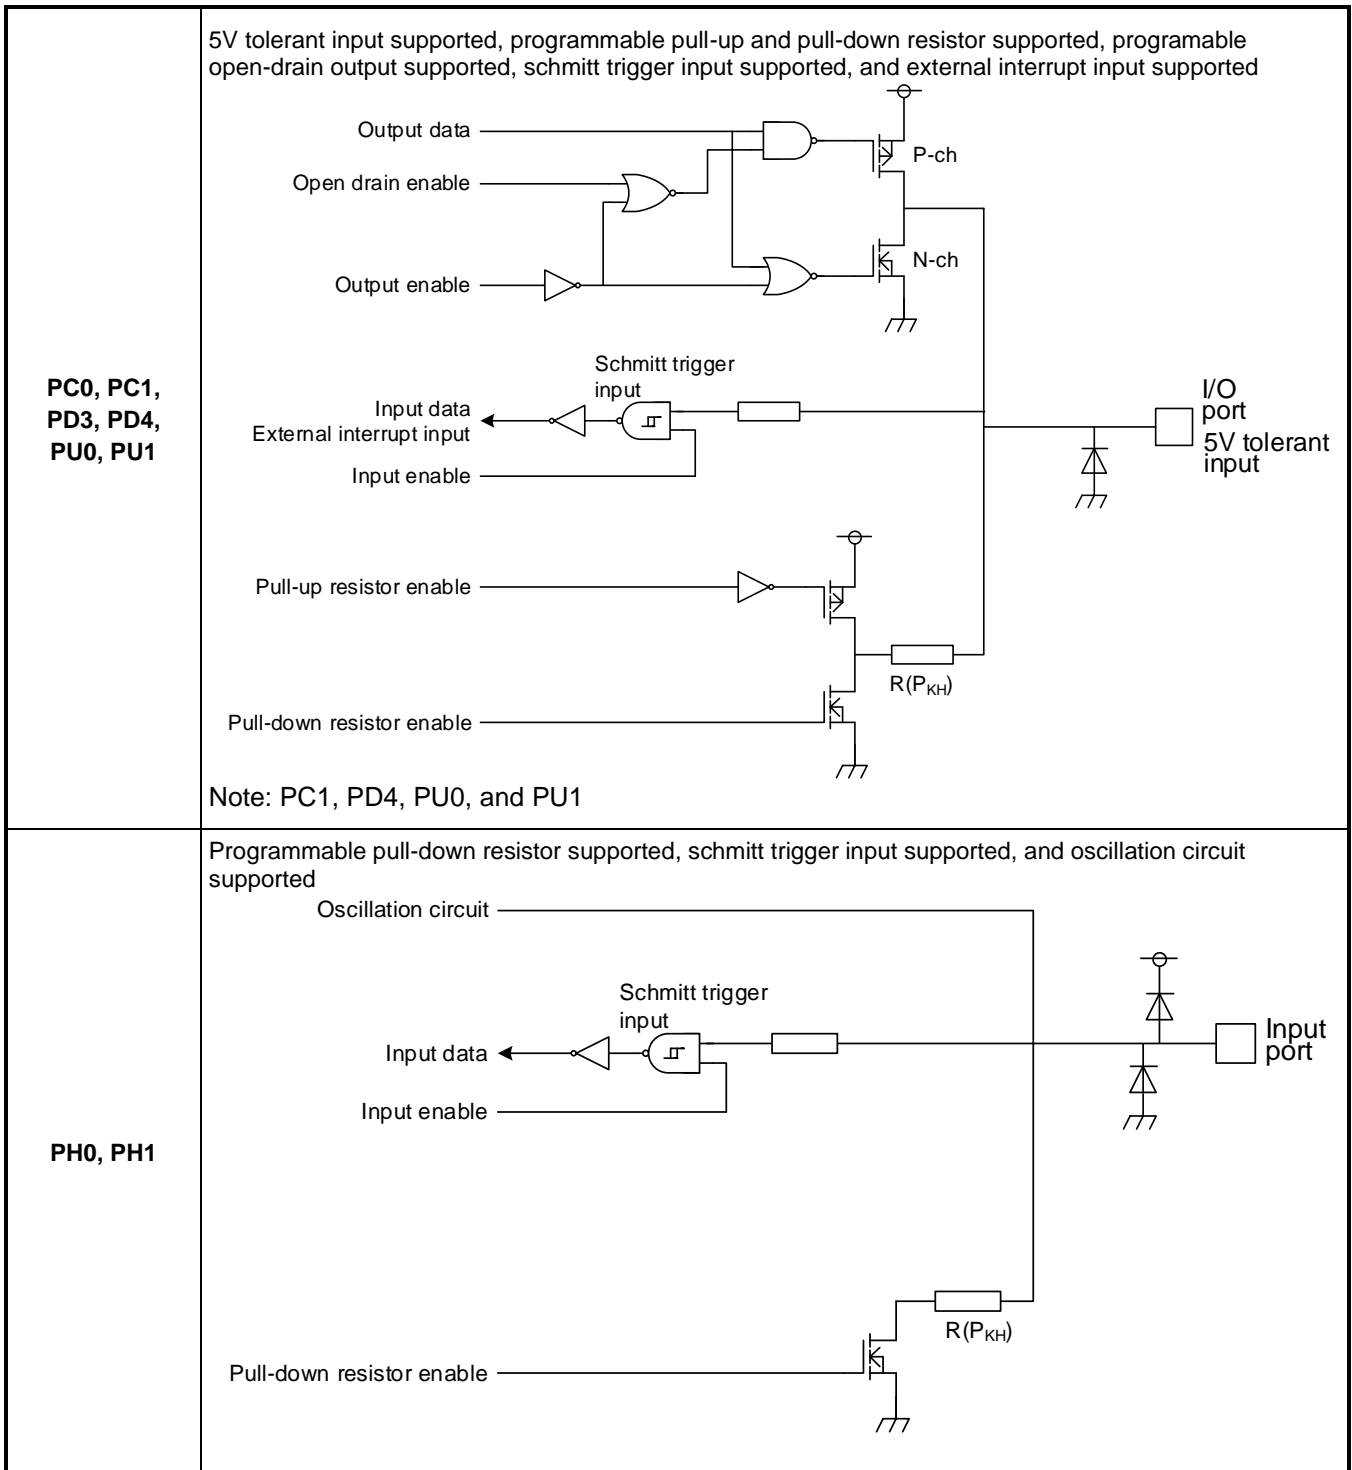 5V tolerant input supported, programmable pull-up and pull-down resistor supported, programable
open-drain output supported, schmitt trigger input supported, and external interrupt input supported
Output data
P-ch
Open drain enable
N-ch
Output enable
Schmitt trigger
input
PC0, PC1,
PD3, PD4,
PU0, PU1
Input data
External interrupt input
Input enable
I/O
port
5V tolerant
input
Pull-up resistor enable
R(PKH)
Pull-down resistor enable
Note: PC1, PD4, PU0, and PU1
Programmable pull-down resistor supported, schmitt trigger input supported, and oscillation circuit
supported
Oscillation circuit
Schmitt trigger
input
Input data
Input
port
Input enable
PH0, PH1
R(PKH)
Pull-down resistor enable